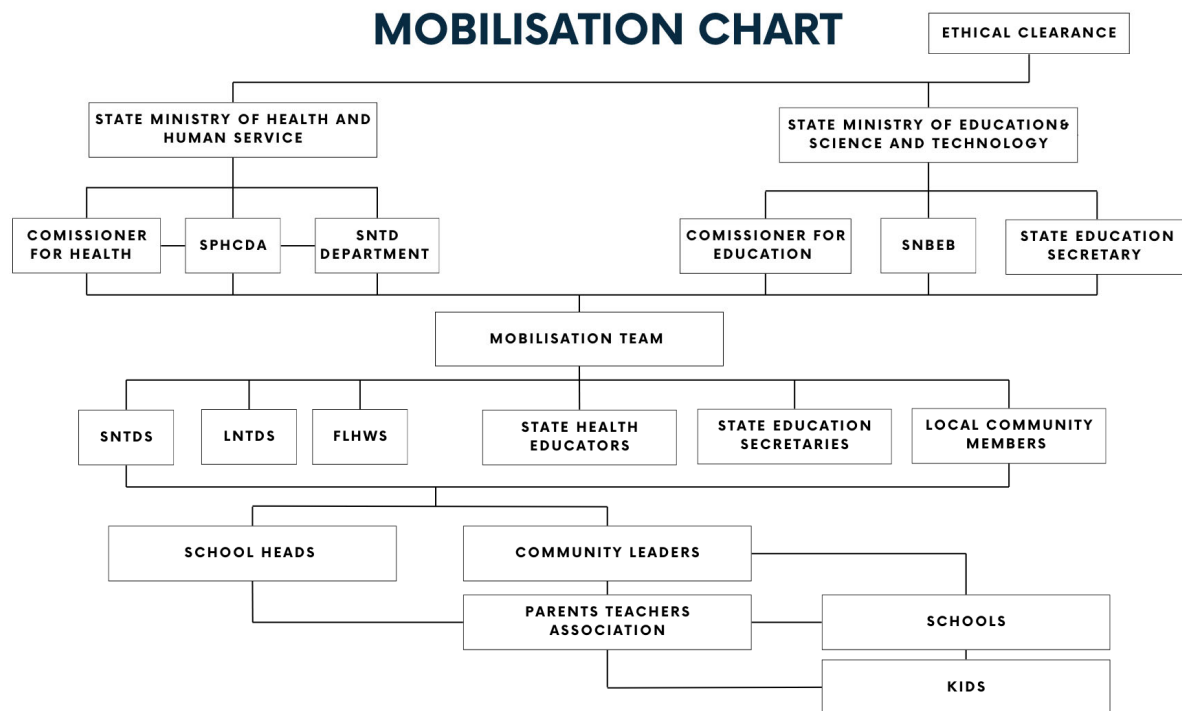 MOBILISATION CHART
ETHICAL CLEARANCE
STATE MINISTRY OF HEALTH AND
HUMAN SERVICE
STATE MINISTRY OF EDUCATION&
SCIENCE AND TECHNOLOGY
COMISSIONER
FOR HEALTH
SPHCDA
SNTD
DEPARTMENT
COMISSIONER FOR
EDUCATION
SNBEB
STATE EDUCATION
SECRETARY
MOBILISATION TEAM
SNTDS
LNTDS
FLHWS
STATE HEALTH
EDUCATORS
STATE EDUCATION
SECRETARIES
LOCAL COMMUNITY
MEMBERS
SCHOOL HEADS
COMMUNITY LEADERS
PARENTS TEACHERS
ASSOCIATION
SCHOOLS
KIDS